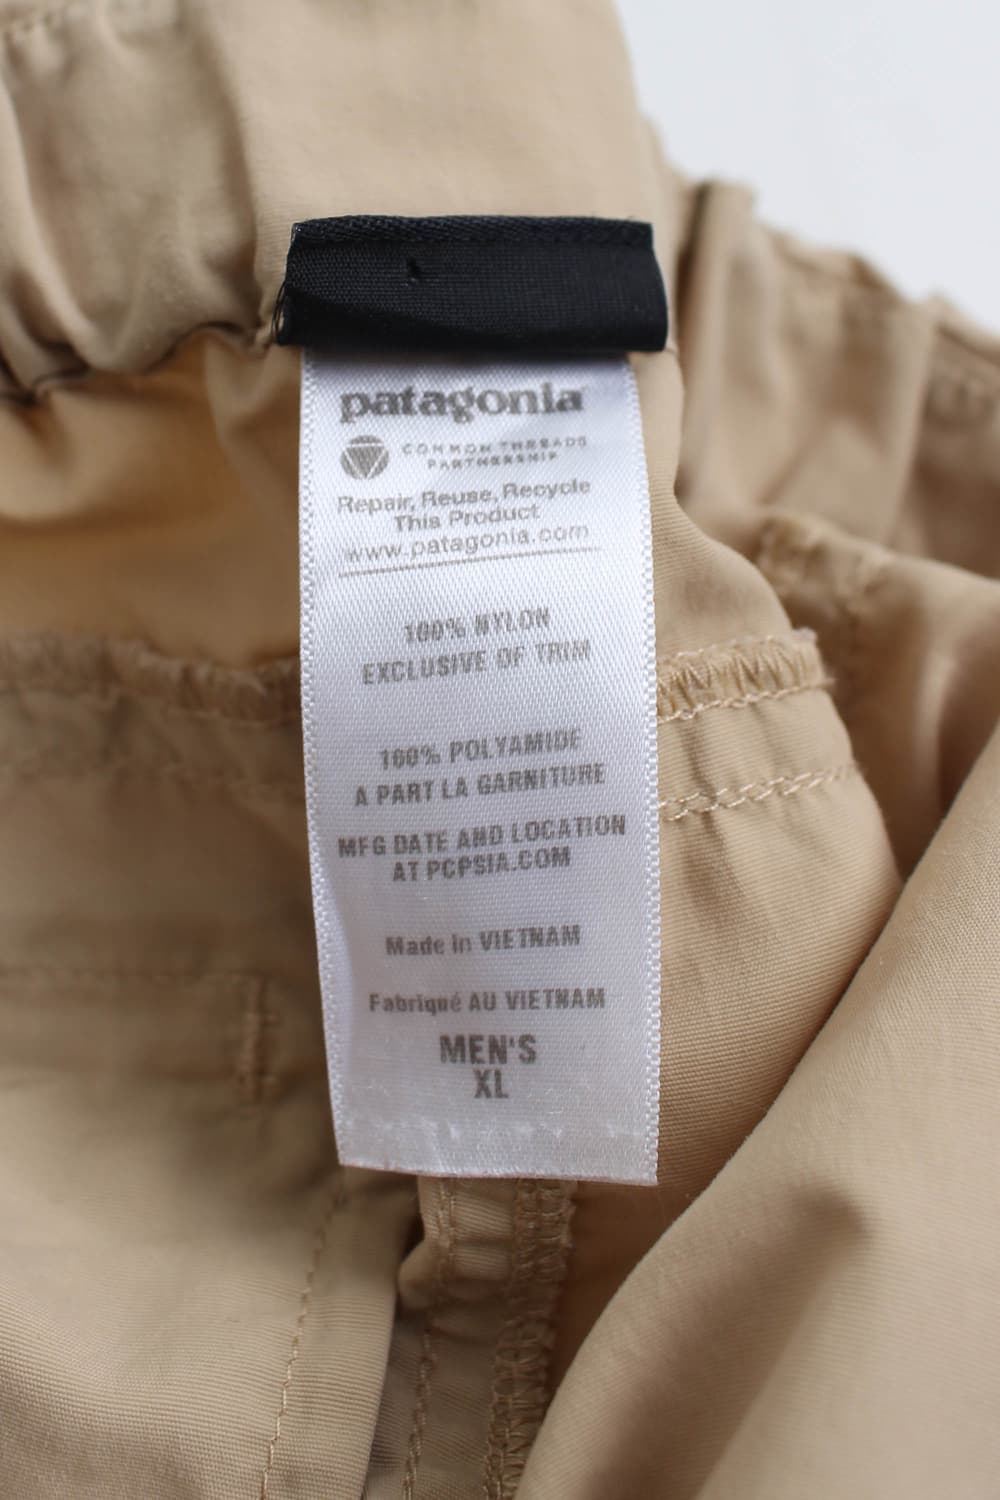 patagonia
COMMON THREADS
PARTNERSHIP
Repair, Reuse, Recycle
This Product
www.patagonia.com
100% NYLON
EXCLUSIVE OF TRIM
100% POLYAMIDE
A PART LA GARNITURE
MFG DATE AND LOCATION
AT PCPSIA.COM
Made in VIETNAM
Fabriqué AU VIETNAM
MEN'S
XL